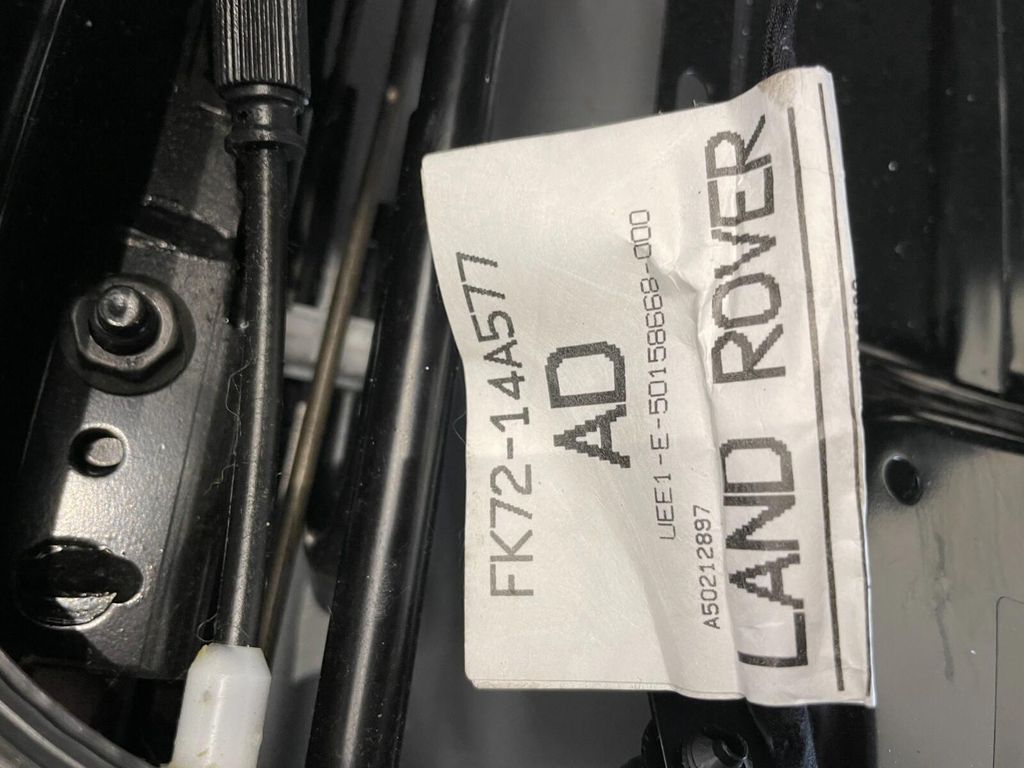 FK72-14A577
AD
UEE1-E-50158668-000
A50212897
LAND ROVER